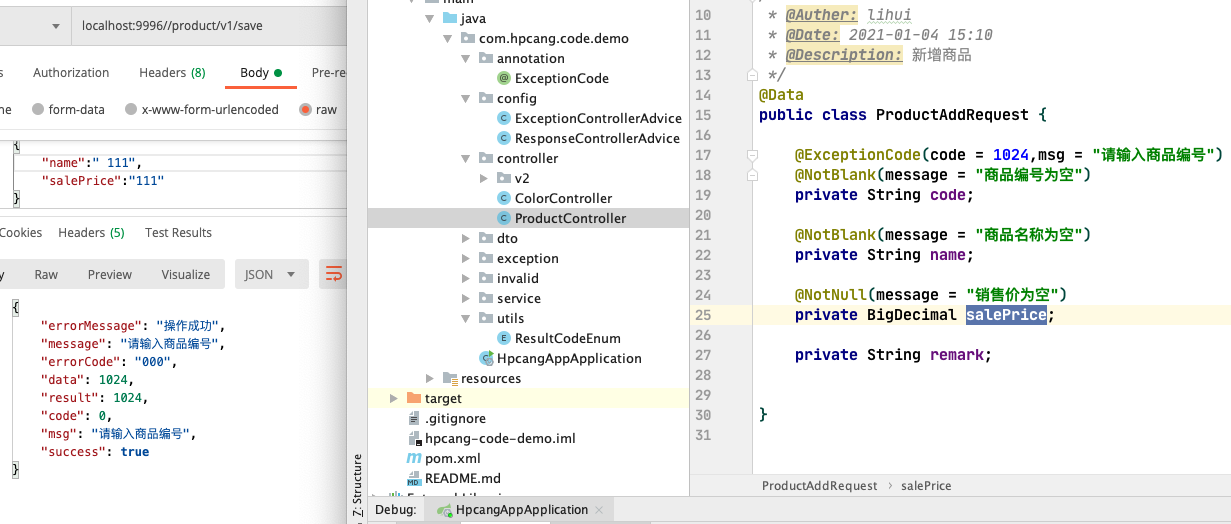 localhost:9996//product/v1/save
Authorization
Headers (8)
Body
Pre-re
form-data
x-www-form-urlencoded
raw
{
"name":" 111",
"salePrice":"111"
}
Cookies
Headers (5)
Test Results
Raw
Preview
Visualize
JSON
{
"errorMessage": "操作成功",
"message": "请输入商品编号",
"errorCode": "000",
"data": 1024,
"result": 1024,
"code": 0,
"msg": "请输入商品编号",
"success": true
}
Z: Structure
main
java
com.hpcang.code.demo
annotation
ExceptionCode
config
ExceptionControllerAdvice
ResponseControllerAdvice
controller
v2
ColorController
ProductController
dto
exception
invalid
service
utils
ResultCodeEnum
HpcangAppApplication
resources
target
.gitignore
hpcang-code-demo.iml
pom.xml
README.md
Debug:
HpcangAppApplication
10 * @Auther: lihui
11 * @Date: 2021-01-04 15:10
12 * @Description: 新增商品
13 */
14 @Data
15 public class ProductAddRequest {
16
17 @ExceptionCode(code = 1024,msg = "请输入商品编号")
18 @NotBlank(message = "商品编号为空")
19 private String code;
20
21 @NotBlank(message = "商品名称为空")
22 private String name;
23
24 @NotNull(message = "销售价为空")
25 private BigDecimal salePrice;
26
27 private String remark;
28
29
30 }
31
ProductAddRequest › salePrice